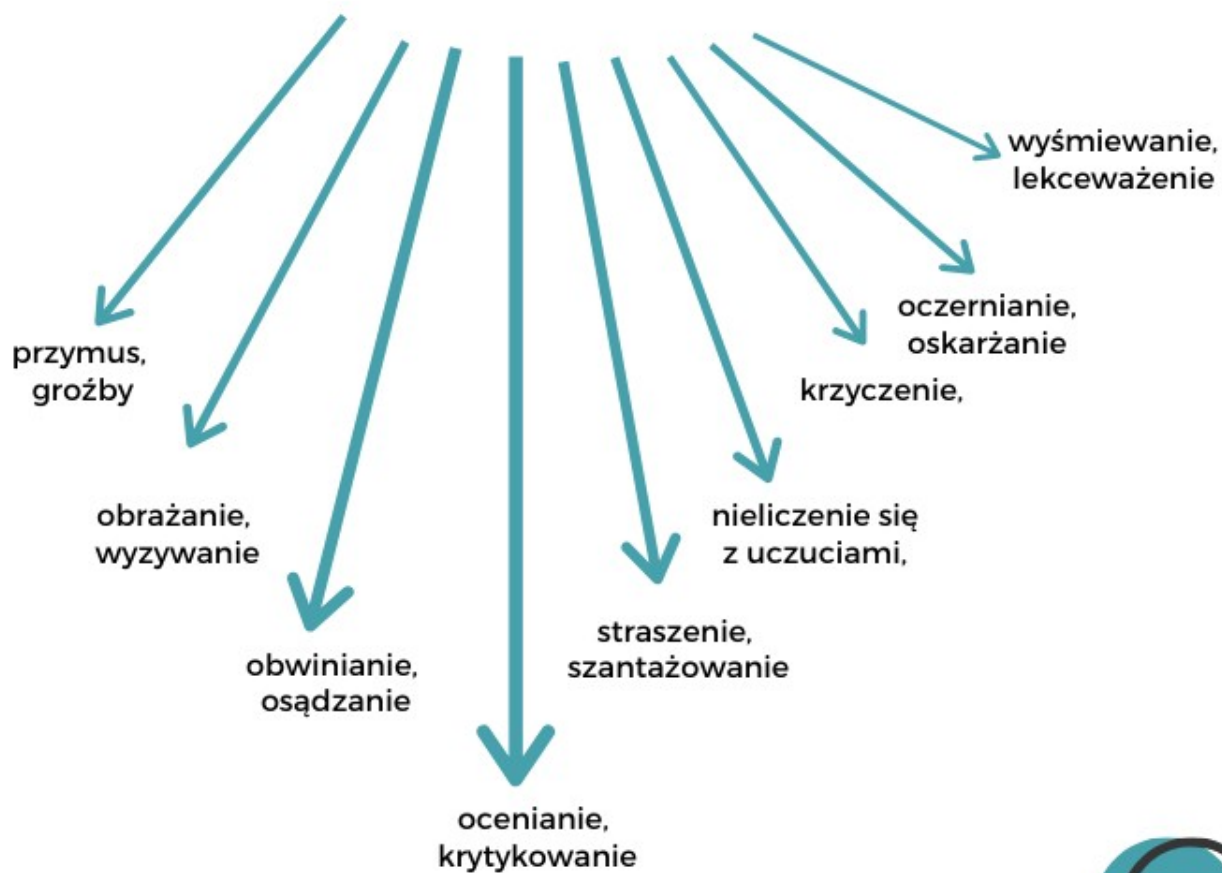 wyśmiewanie,
lekceważenie
oczernianie,
oskarżanie
przymus,
groźby
krzyczenie,
obrażanie,
wyzywanie
nieliczenie się
z uczuciami,
straszenie,
szantażowanie
obwinianie,
osądzanie
ocenianie,
krytykowanie